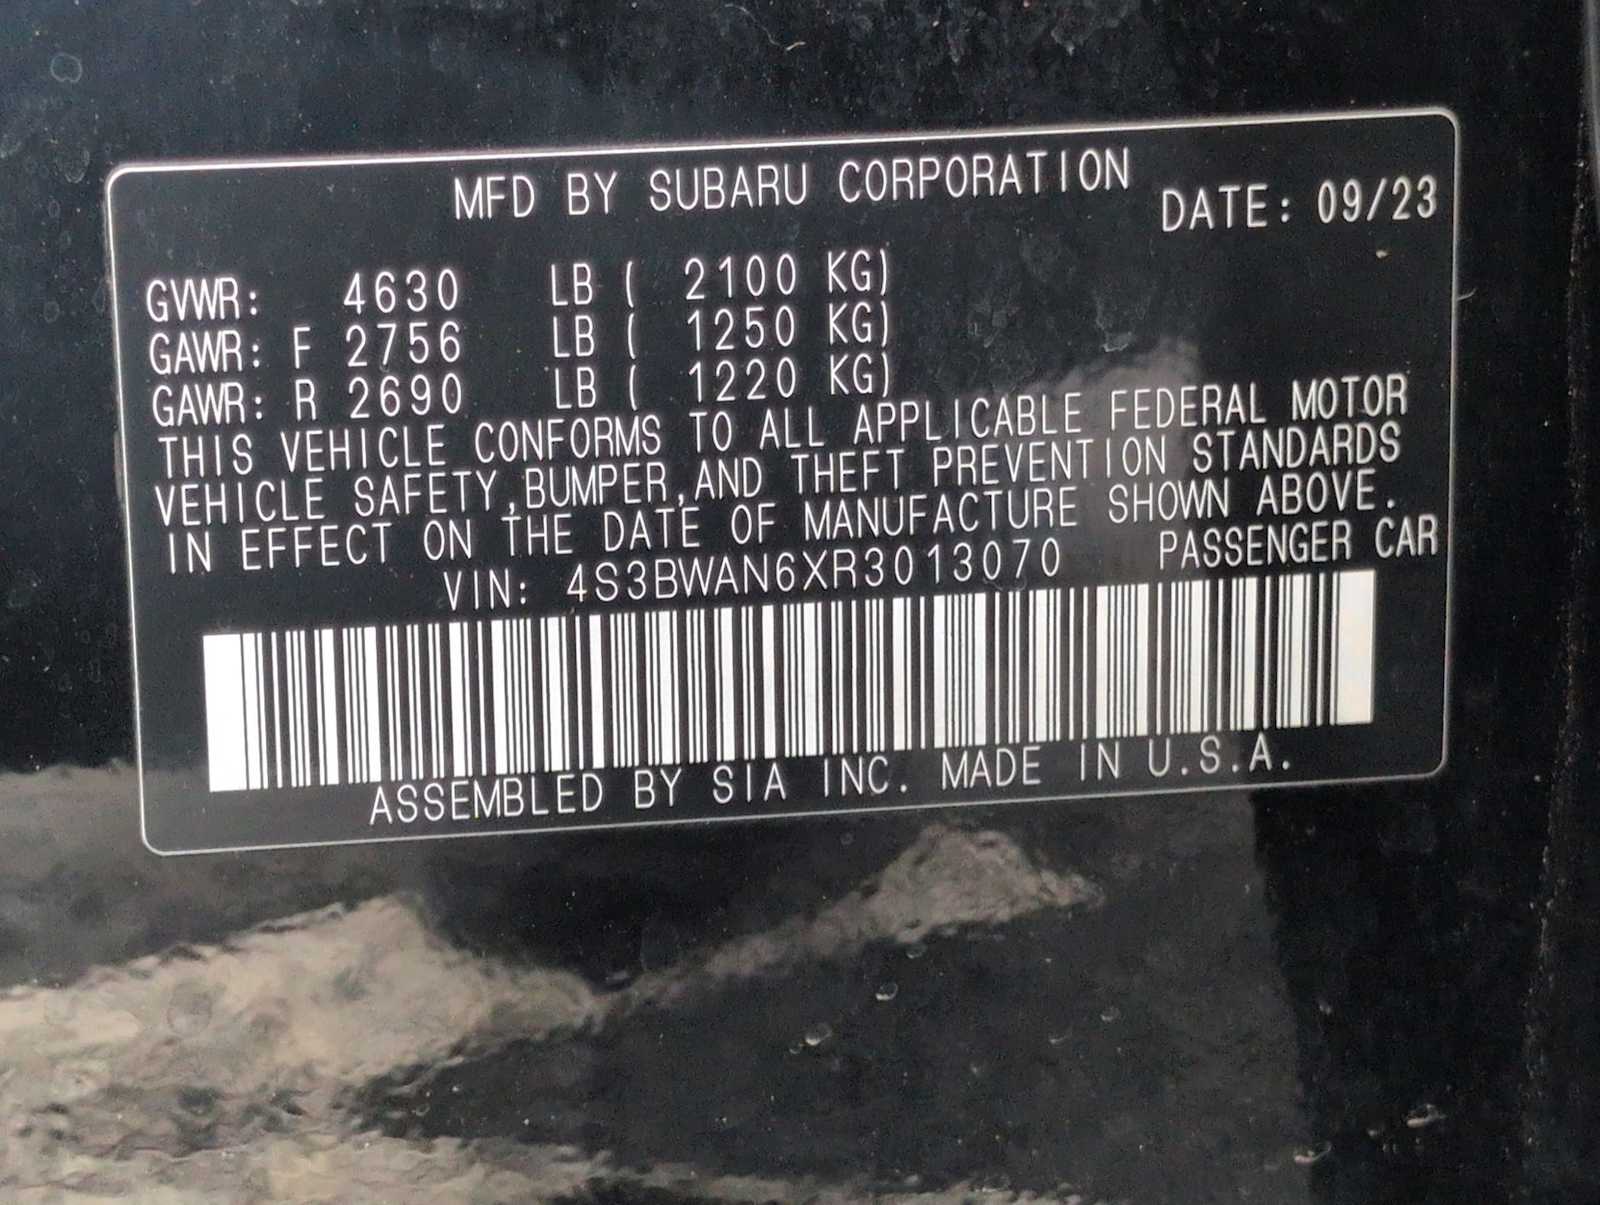 MFD BY SUBARU CORPORATION DATE: 09/23
GVWR: 4630 LB ( 2100 KG)
GAWR: F 2756 LB ( 1250 KG)
GAWR: R 2690 LB ( 1220 KG)
THIS VEHICLE CONFORMS TO ALL APPLICABLE FEDERAL MOTOR
VEHICLE SAFETY,BUMPER,AND THEFT PREVENTION STANDARDS
IN EFFECT ON THE DATE OF MANUFACTURE SHOWN ABOVE.
VIN: 4S3BWAN6XR3013070 PASSENGER CAR
ASSEMBLED BY SIA INC. MADE IN U.S.A.